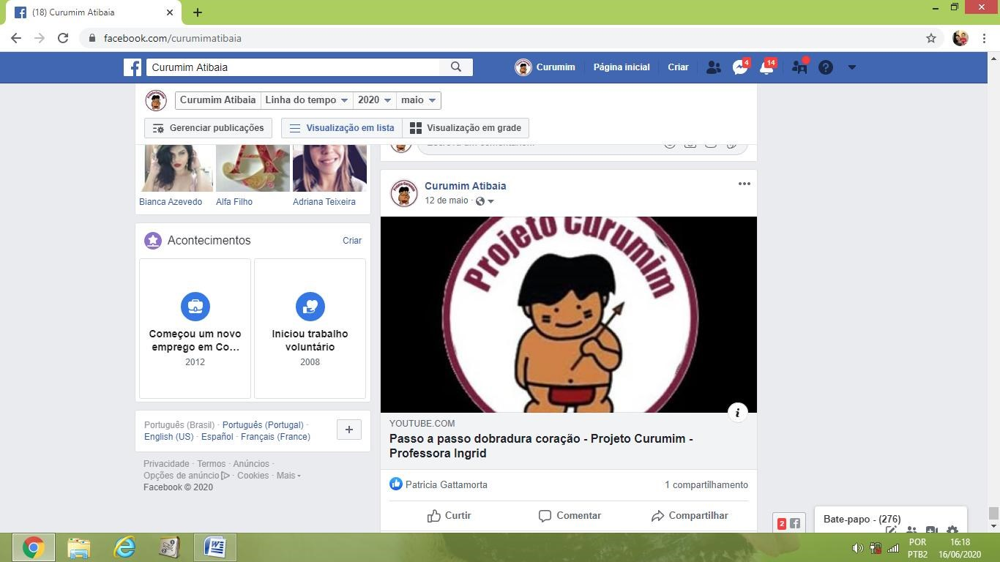 (18) Curumim Atibaia
facebook.com/curumimatibaia
Curumim Atibaia
Curumim
Página inicial
Criar
4
14
Curumim Atibaia
Linha do tempo
2020
maio
Gerenciar publicações
Visualização em lista
Visualização em grade
Bianca Azevedo
Alfa Filho
Adriana Teixeira
Acontecimentos
Criar
Começou um novo
emprego em Co...
2012
Iniciou trabalho
voluntário
2008
Português (Brasil) · Português (Portugal) ·
English (US) · Español · Français (France)
Privacidade · Termos · Anúncios ·
Opções de anúncio · Cookies · Mais
Facebook © 2020
Curumim Atibaia
12 de maio ·
Projeto Curumim
YOUTUBE.COM
Passo a passo dobradura coração - Projeto Curumim -
Professora Ingrid
Patricia Gattamorta
1 compartilhamento
Curtir
Comentar
Compartilhar
2
Bate-papo - (276)
POR
PTB2
16:18
16/06/2020